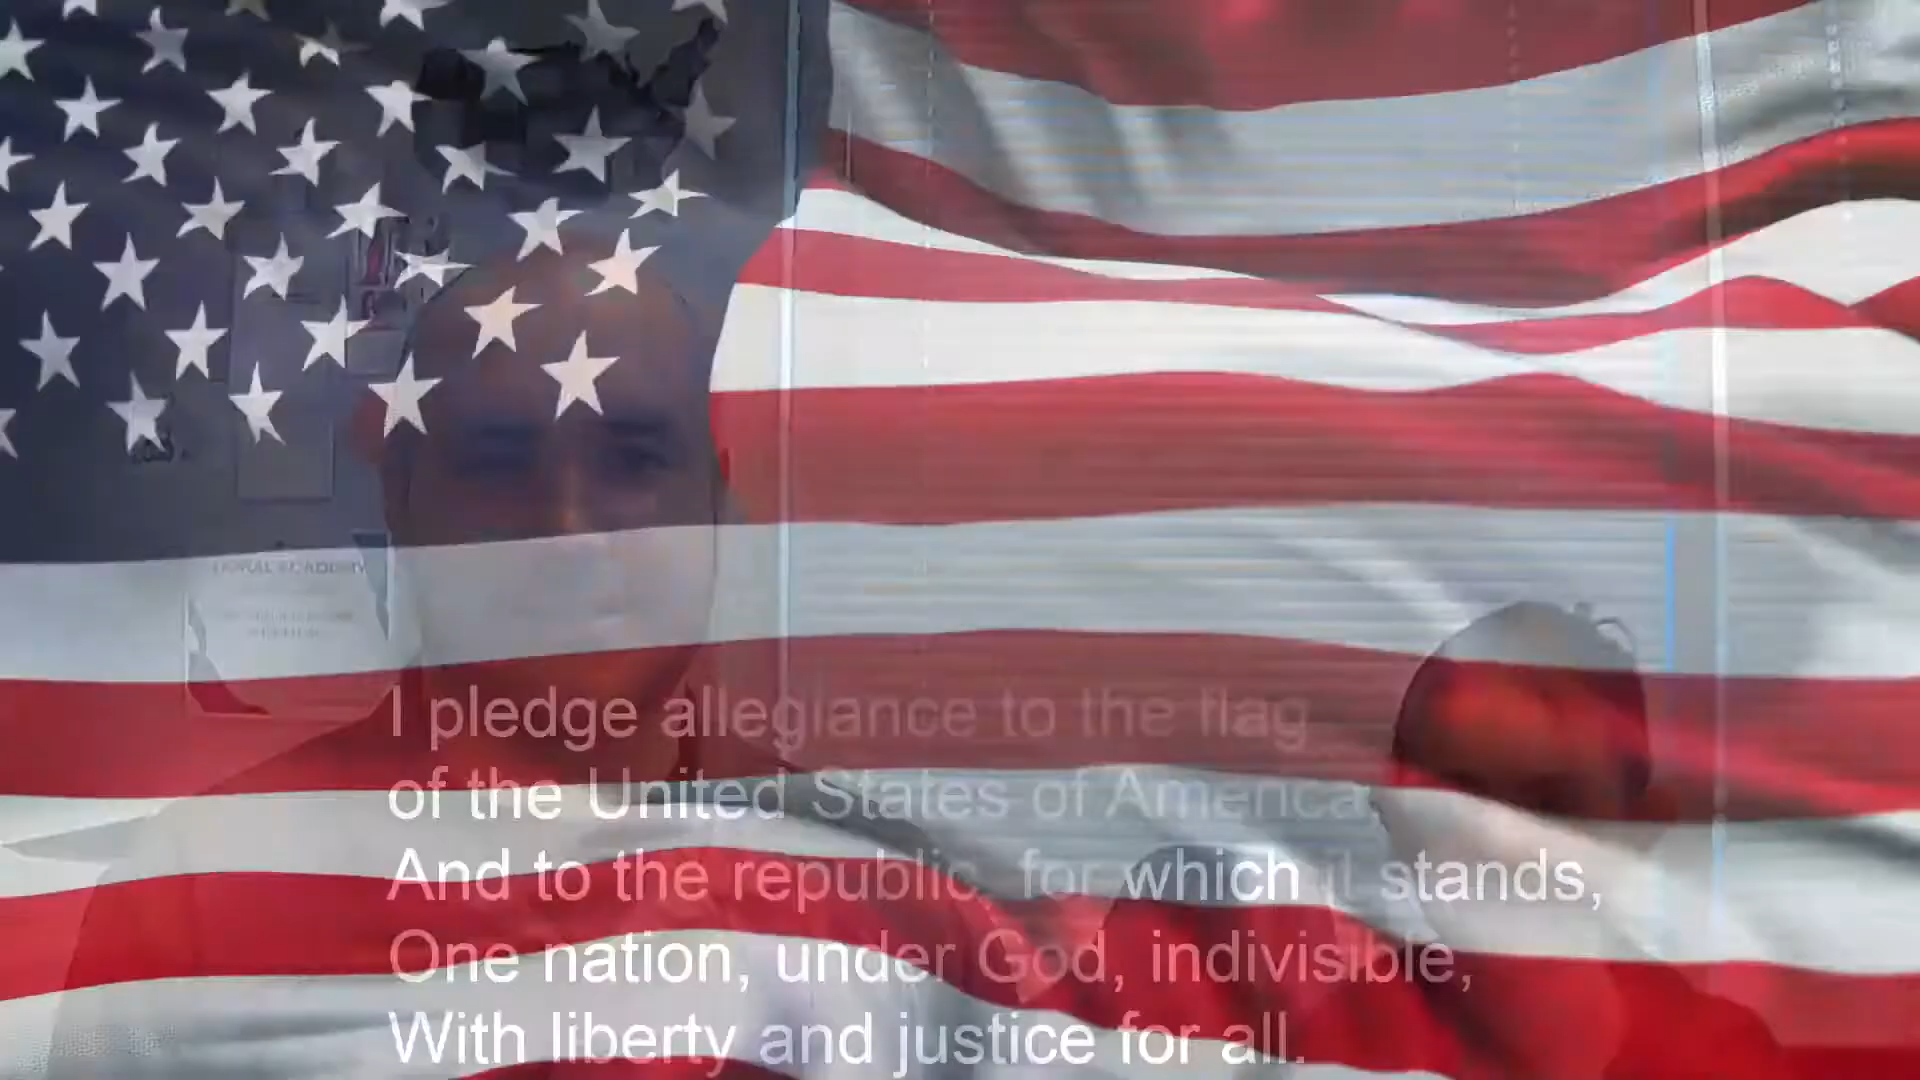 I pledge allegiance to the flag
of the United States of America.
And to the republic, for which it stands,
One nation, under God, indivisible,
With liberty and justice for all.